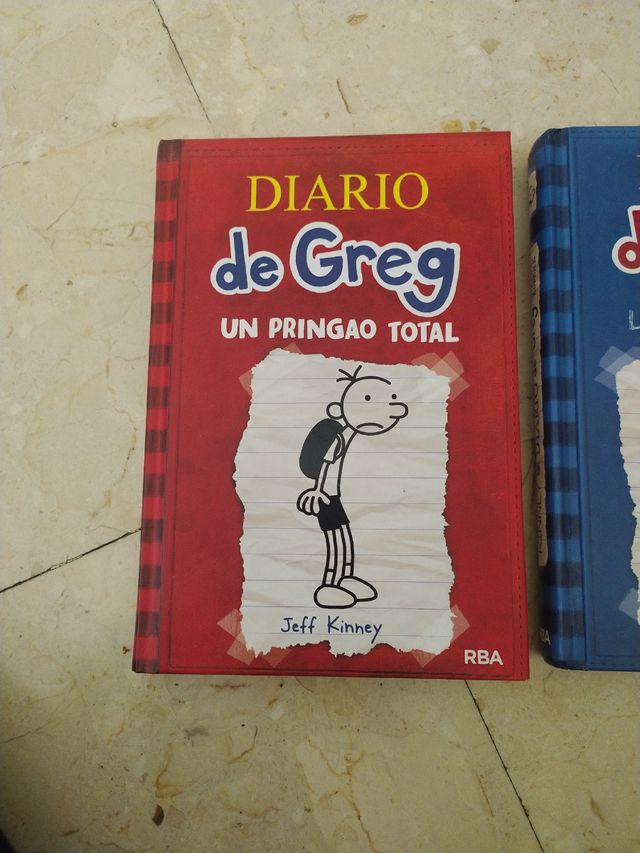 DIARIO
de Greg
UN PRINGAO TOTAL
Jeff Kinney
RBA